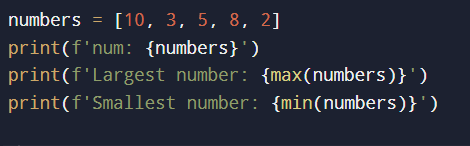 numbers = [10, 3, 5, 8, 2]
print(f'num: {numbers}')
print(f'Largest number: {max(numbers)}')
print(f'Smallest number: {min(numbers)}')